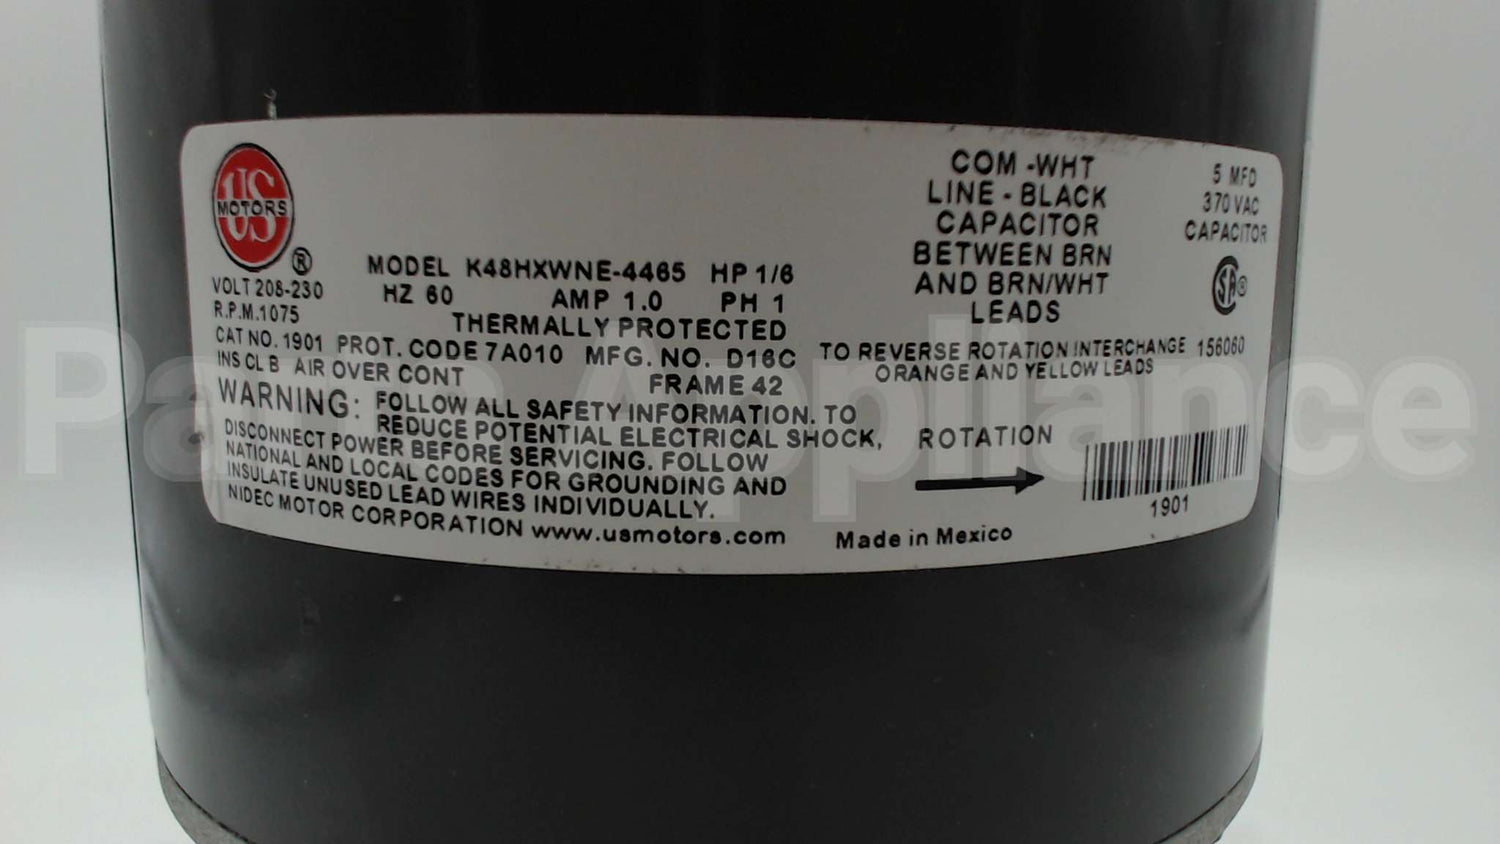 US
MOTORS
®
VOLT 208-230
R.P.M.1075
CAT NO. 1901
INS CL B AIR OVER CONT
MODEL K48HXWNE-4465 HP 1/6
HZ 60 AMP 1.0 PH 1
THERMALLY PROTECTED
PROT. CODE 7A010 MFG. NO. D16C
FRAME 42
WARNING: FOLLOW ALL SAFETY INFORMATION. TO
REDUCE POTENTIAL ELECTRICAL SHOCK,
DISCONNECT POWER BEFORE SERVICING. FOLLOW
NATIONAL AND LOCAL CODES FOR GROUNDING AND
INSULATE UNUSED LEAD WIRES INDIVIDUALLY.
NIDEC MOTOR CORPORATION www.usmotors.com
COM -WHT
LINE - BLACK
CAPACITOR
BETWEEN BRN
AND BRN/WHT
LEADS
5 MFD
370 VAC
CAPACITOR
SA®
TO REVERSE ROTATION INTERCHANGE 156060
ORANGE AND YELLOW LEADS
ROTATION
1901
Made in Mexico
Parts Appliance